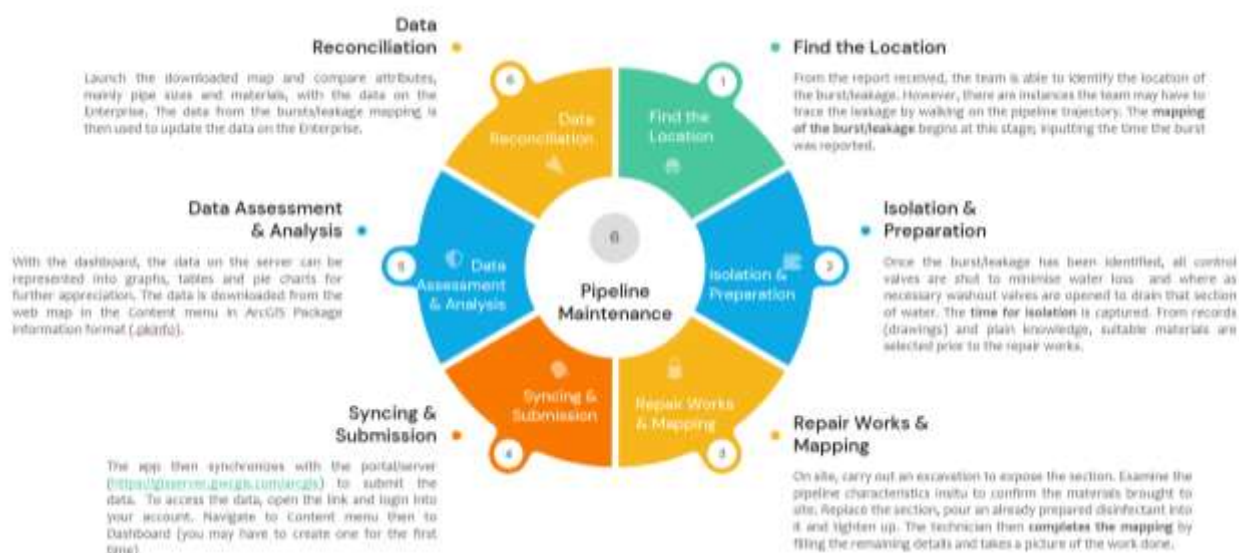 Data
Reconciliation
Launch the downloaded map and compare attributes,
mainly pipe sizes and materials, with the data on the
Enterprise. The data from the bursts/leakage mapping is
then used to update the data on the Enterprise.
Data Assessment
& Analysis
With the dashboard, the data on the server can be
represented into graphs, tables and pie charts for
further appreciation. The data is downloaded from the
web map in the Content menu in ArcGIS Package
Information format (.pkinfo).
Syncing &
Submission
The app then synchronizes with the portal/server
to submit the
data. To access the data, open the link and login into
your account. Navigate to Content menu then to
Dashboard (you may have to create one for the first
time)
6
Data
Reconciliation
1
Find the
Location
5
Data
Assessment
& Analysis
6
Pipeline
Maintenance
2
Isolation &
Preparation
4
Syncing &
Submission
3
Repair Works
& Mapping
Find the Location
From the report received, the team is able to identify the location of
the burst/leakage. However, there are instances the team may have to
trace the leakage by walking on the pipeline trajectory. The mapping
of the burst/leakage begins at this stage; inputting the time the burst
was reported.
Isolation &
Preparation
Once the burst/leakage has been identified, all control
valves are shut to minimise water loss and where as
necessary washout valves are opened to drain that section
of water. The time for isolation is captured. From records
(drawings) and plain knowledge, suitable materials are
selected prior to the repair works.
Repair Works &
Mapping
On site, carry out an excavation to expose the section. Examine the
pipeline characteristics insitu to confirm the materials brought to
site. Replace the section, pour an already prepared disinfectant into
it and tighten up. The technician then completes the mapping by
filling the remaining details and takes a picture of the work done.